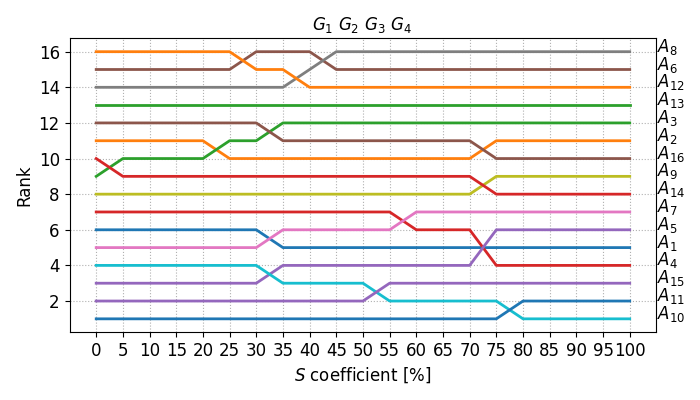 G₁ G₂ G₃ G₄
16
14
12
10
8
6
4
2
Rank
A₈
A₆
A₁₂
A₁₃
A₃
A₂
A₁₆
A₉
A₁₄
A₇
A₅
A₁
A₄
A₁₅
A₁₁
A₁₀
0 5 10 15 20 25 30 35 40 45 50 55 60 65 70 75 80 85 90 95 100
S coefficient [%]